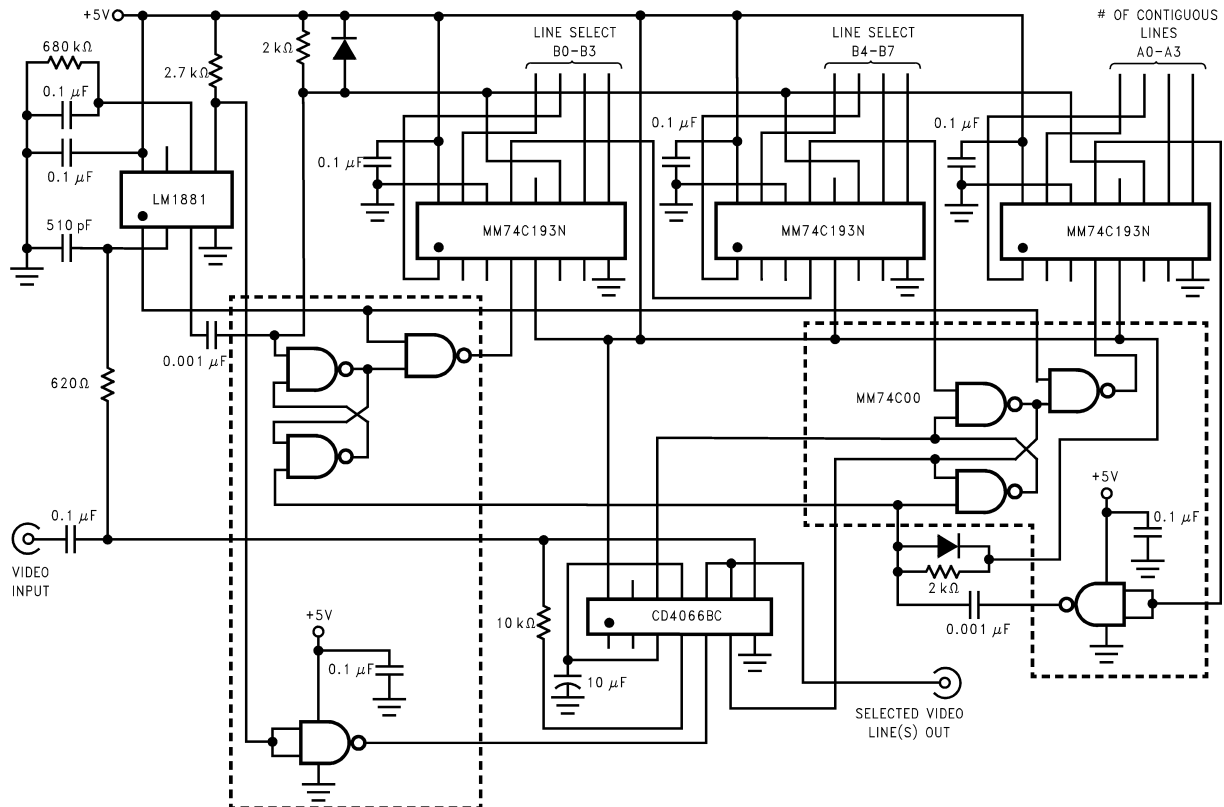 +5V
680 kΩ
0.1 μF
0.1 μF
2.7 kΩ
2 kΩ
LINE SELECT
B0-B3
LINE SELECT
B4-B7
# OF CONTIGUOUS
LINES
A0-A3
0.1 μF
0.1 μF
0.1 μF
LM1881
510 pF
MM74C193N
MM74C193N
MM74C193N
0.001 μF
620Ω
MM74C00
+5V
0.1 μF
0.1 μF
VIDEO
INPUT
2 kΩ
0.001 μF
CD4066BC
10 kΩ
10 μF
+5V
0.1 μF
SELECTED VIDEO
LINE(S) OUT